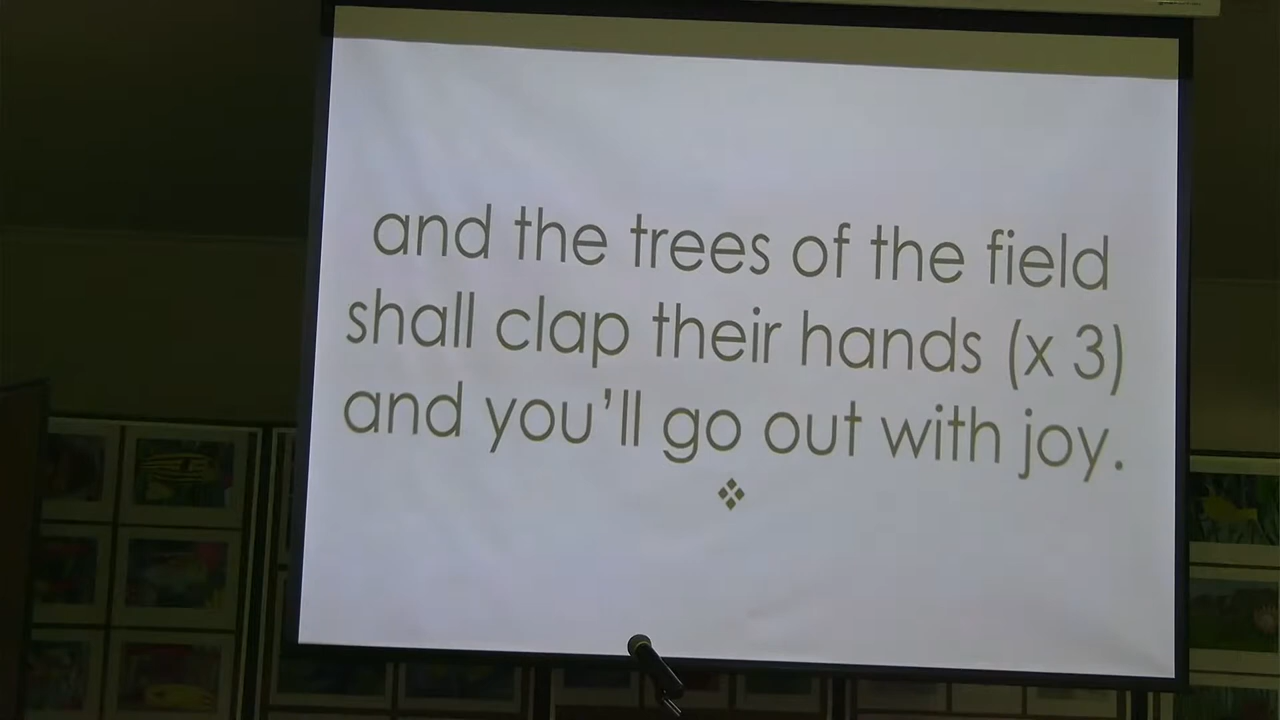 and the trees of the field
shall clap their hands (x 3)
and you'll go out with joy.